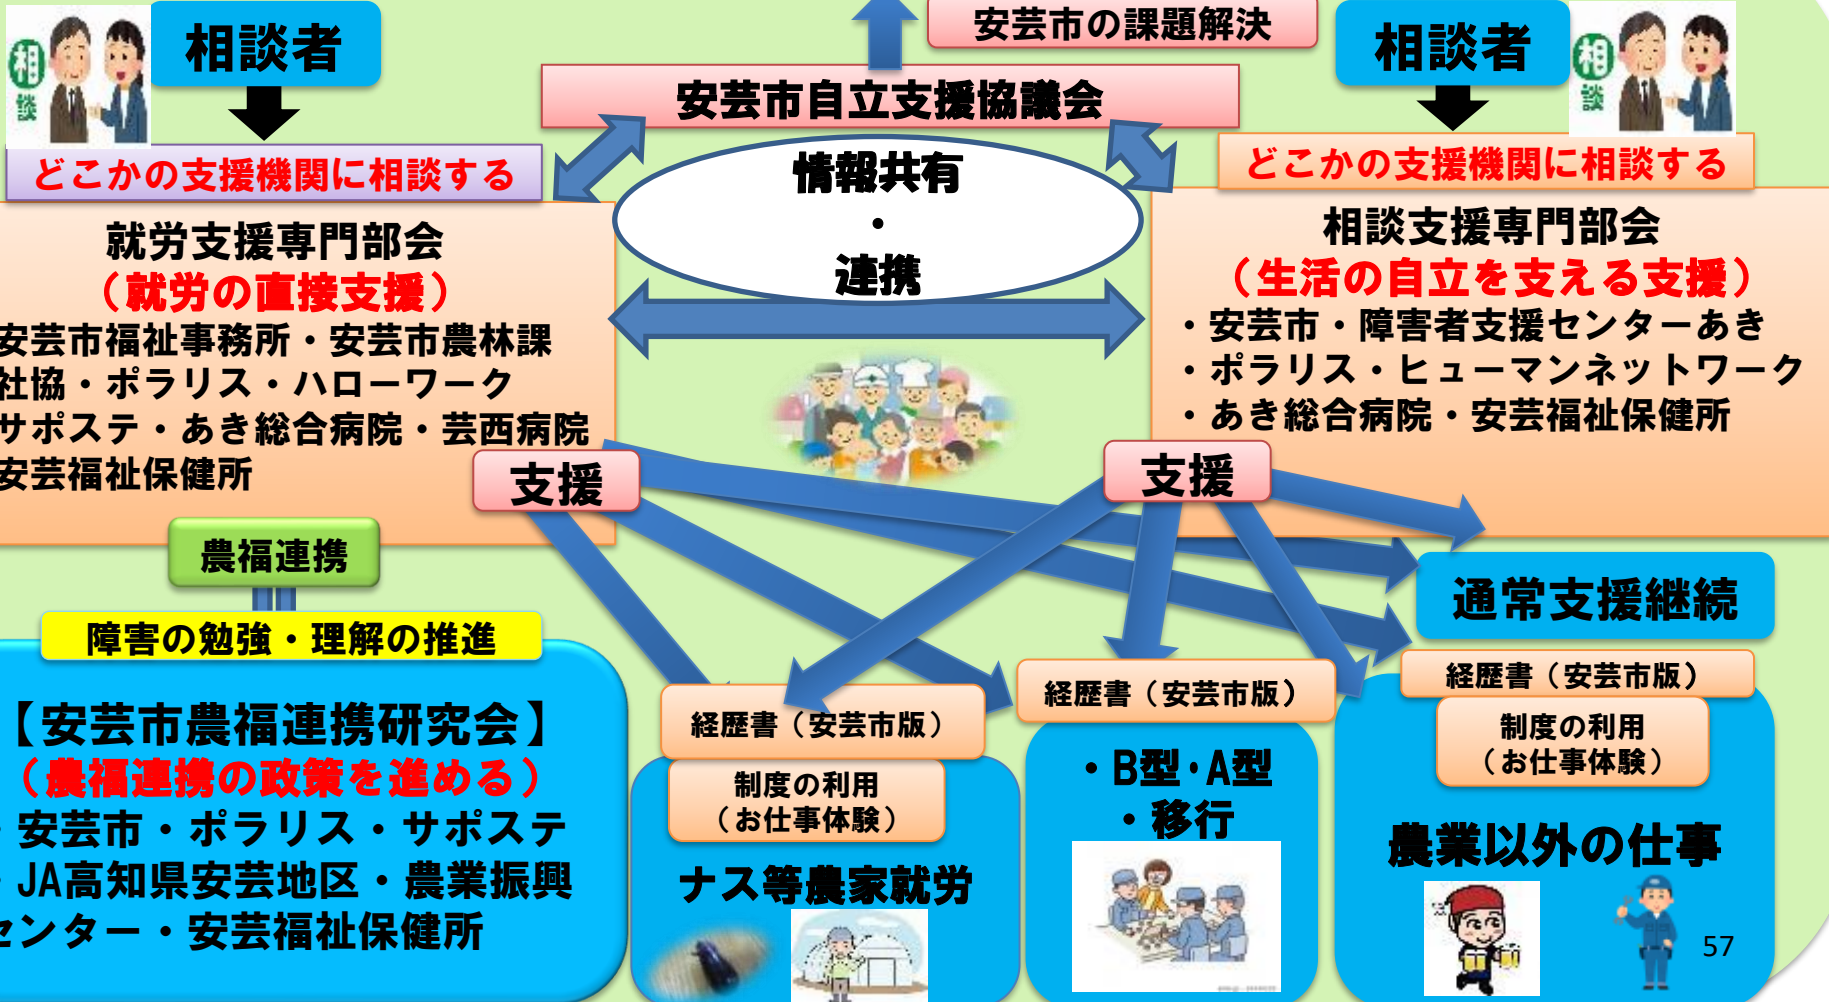 安芸市の課題解決
相談者
相談
相談者
相談
安芸市自立支援協議会
どこかの支援機関に相談する
情報共有
・
連携
どこかの支援機関に相談する
就労支援専門部会
（就労の直接支援）
安芸市福祉事務所・安芸市農林課
社協・ポラリス・ハローワーク
サポステ・あき総合病院・芸西病院
安芸福祉保健所
相談支援専門部会
（生活の自立を支える支援）
・安芸市・障害者支援センターあき
・ポラリス・ヒューマンネットワーク
・あき総合病院・安芸福祉保健所
支援
支援
農福連携
障害の勉強・理解の推進
【安芸市農福連携研究会】
（農福連携の政策を進める）
・安芸市・ポラリス・サポステ
・JA高知県安芸地区・農業振興
センター・安芸福祉保健所
経歴書（安芸市版）
制度の利用
（お仕事体験）
ナス等農家就労
経歴書（安芸市版）
・B型・A型
・移行
通常支援継続
経歴書（安芸市版）
制度の利用
（お仕事体験）
農業以外の仕事
57